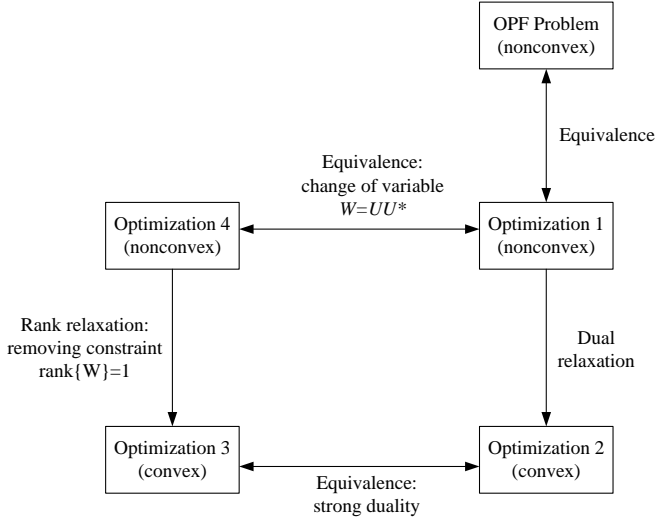 OPF Problem
(nonconvex)
Equivalence
Equivalence:
change of variable
W=UU*
Optimization 4
(nonconvex)
Optimization 1
(nonconvex)
Rank relaxation:
removing constraint
rank{W}=1
Dual
relaxation
Optimization 3
(convex)
Optimization 2
(convex)
Equivalence:
strong duality